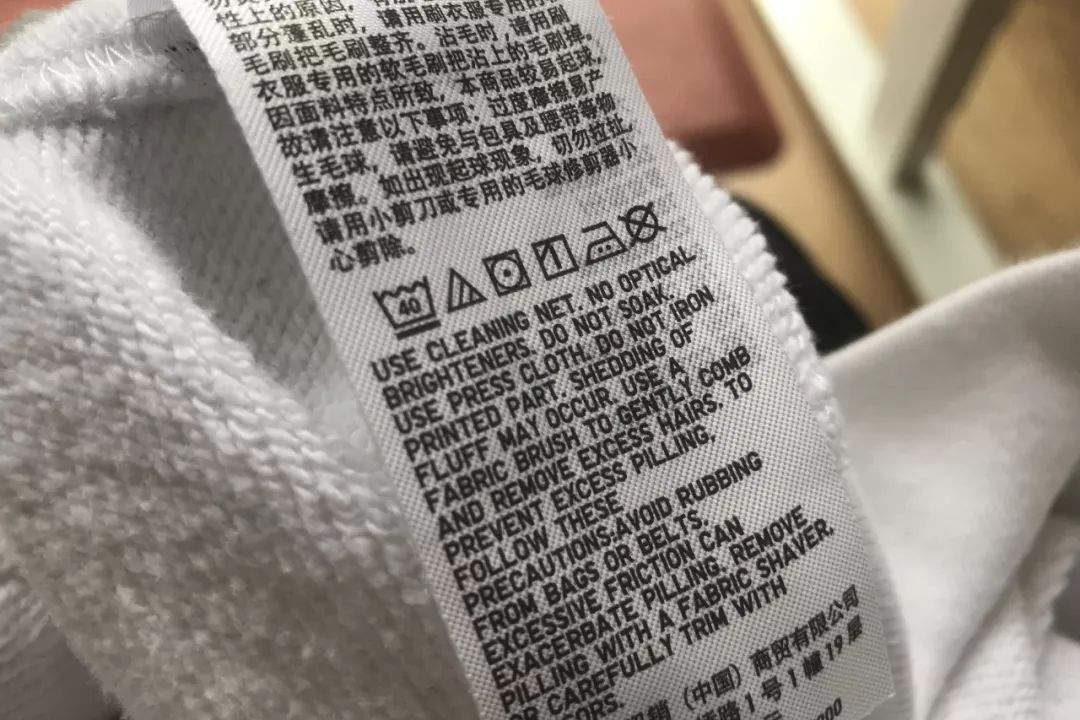 性上的原因,
部分蓬乱时,请用刷衣服专用的
毛刷把毛刷整齐。沾毛时,请用刷
衣服专用的软毛刷把沾上的毛刷掉。
因面料特点所致,本商品较易起球,
故请注意以下事项:过度摩擦易产
生毛球,请避免与包具及腰带等物
摩擦。如出现起球现象,切勿拉扯,
请用小剪刀或专用的毛球修剪器小
心剪除。
40
USE CLEANING NET. NO OPTICAL
BRIGHTENERS. DO NOT SOAK.
USE PRESS CLOTH. DO NOT IRON
PRINTED PART. SHEDDING OF
FLUFF MAY OCCUR. USE A
FABRIC BRUSH TO GENTLY COMB
AND REMOVE EXCESS HAIRS. TO
PREVENT EXCESS PILLING,
FOLLOW THESE
PRECAUTIONS:AVOID RUBBING
FROM BAGS OR BELTS.
EXCESSIVE FRICTION CAN
EXACERBATE PILLING. REMOVE
PILLING WITH A FABRIC SHAVER,
OR CAREFULLY TRIM WITH
SORS.
销(中国)商贸有限公司
路1号1幢19层